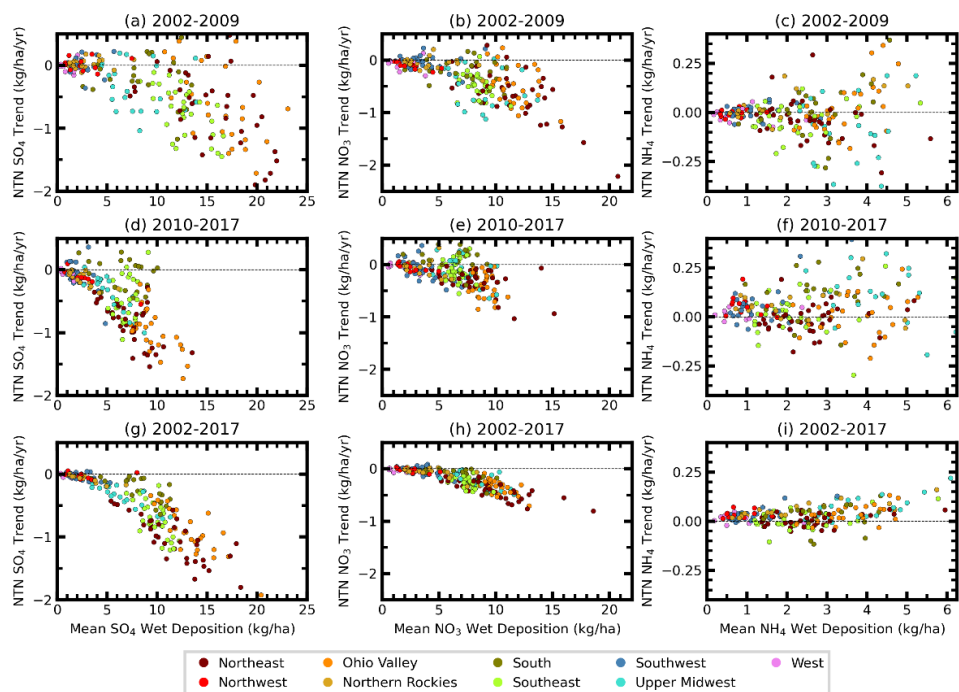 (a) 2002-2009
(b) 2002-2009
(c) 2002-2009
NTN SO₄ Trend (kg/ha/yr)
0
−1
−2
0 5 10 15 20 25
NTN NO₃ Trend (kg/ha/yr)
0
−1
−2
0 5 10 15 20
NTN NH₄ Trend (kg/ha/yr)
0.25
0.00
−0.25
0 1 2 3 4 5 6
(d) 2010-2017
(e) 2010-2017
(f) 2010-2017
NTN SO₄ Trend (kg/ha/yr)
0
−1
−2
0 5 10 15 20 25
NTN NO₃ Trend (kg/ha/yr)
0
−1
−2
0 5 10 15 20
NTN NH₄ Trend (kg/ha/yr)
0.25
0.00
−0.25
0 1 2 3 4 5 6
(g) 2002-2017
(h) 2002-2017
(i) 2002-2017
NTN SO₄ Trend (kg/ha/yr)
0
−1
−2
0 5 10 15 20 25
Mean SO₄ Wet Deposition (kg/ha)
NTN NO₃ Trend (kg/ha/yr)
0
−1
−2
0 5 10 15 20
Mean NO₃ Wet Deposition (kg/ha)
NTN NH₄ Trend (kg/ha/yr)
0.25
0.00
−0.25
0 1 2 3 4 5 6
Mean NH₄ Wet Deposition (kg/ha)
Northeast Ohio Valley South Southwest West
Northwest Northern Rockies Southeast Upper Midwest